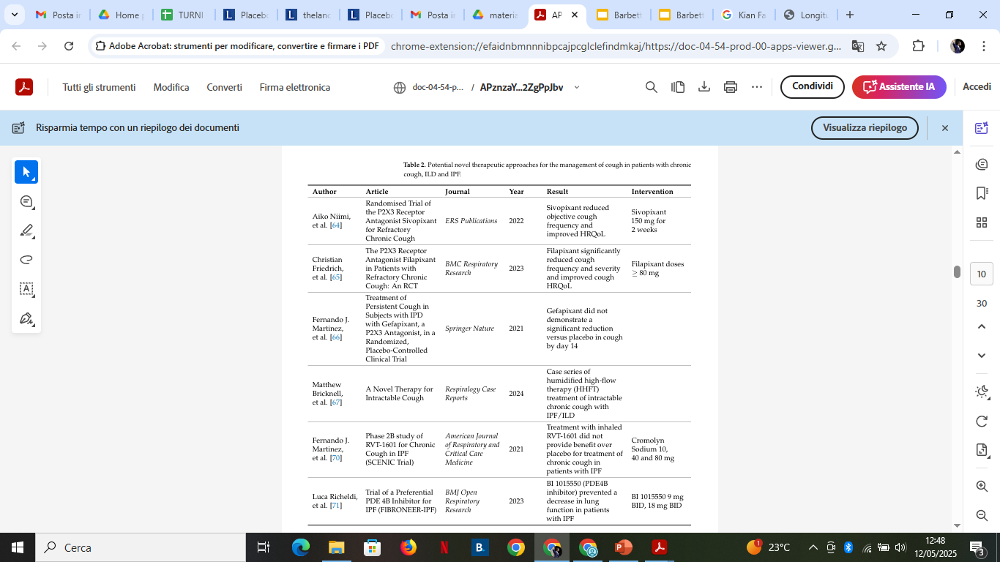 Posta in
Home p
TURNI
Placebo
thelanc
Placebo
Posta in
materia
AP
Barbett
Barbett
Kian Fa
Longitu
Adobe Acrobat: strumenti per modificare, convertire e firmare i PDF
chrome-extension://efaidnbmnnnibpcajpcglclefindmkaj/https://doc-04-54-prod-00-apps-viewer.g...
Tutti gli strumenti
Modifica
Converti
Firma elettronica
doc-04-54-p... / APznzaY...2ZgPpJbv
Condividi
Assistente IA
Accedi
Risparmia tempo con un riepilogo dei documenti
Visualizza riepilogo
Table 2. Potential novel therapeutic approaches for the management of cough in patients with chronic
cough, ILD and IPF.
Author Article Journal Year Result Intervention
Aiko Niimi,
et al. [64]
Randomised Trial of
the P2X3 Receptor
Antagonist Sivopixant
for Refractory
Chronic Cough
ERS Publications
2022
Sivopixant reduced
objective cough
frequency and
improved HRQoL
Sivopixant
150 mg for
2 weeks
Christian
Friedrich,
et al. [65]
The P2X3 Receptor
Antagonist Filapixant
in Patients with
Refractory Chronic
Cough: An RCT
BMC Respiratory
Research
2023
Filapixant significantly
reduced cough
frequency and severity
and improved cough
HRQoL
Filapixant doses
≥ 80 mg
Fernando J.
Martinez,
et al. [66]
Treatment of
Persistent Cough in
Subjects with IPD
with Gefapixant, a
P2X3 Antagonist, in a
Randomized,
Placebo-Controlled
Clinical Trial
Springer Nature
2021
Gefapixant did not
demonstrate a
significant reduction
versus placebo in cough
by day 14
Matthew
Bricknell,
et al. [67]
A Novel Therapy for
Intractable Cough
Respiralogy Case
Reports
2024
Case series of
humidified high-flow
therapy (HHFT)
treatment of intractable
chronic cough with
IPF/ILD
Fernando J.
Martinez,
et al. [70]
Phase 2B study of
RVT-1601 for Chronic
Cough in IPF
(SCENIC Trial)
American Journal
of Respiratory and
Critical Care
Medicine
2021
Treatment with inhaled
RVT-1601 did not
provide benefit over
placebo for treatment of
chronic cough in
patients with IPF
Cromolyn
Sodium 10,
40 and 80 mg
Luca Richeldi,
et al. [71]
Trial of a Preferential
PDE 4B Inhibitor for
IPF (FIBRONEER-IPF)
BMJ Open
Respiratory
Research
2023
BI 1015550 (PDE4B
inhibitor) prevented a
decrease in lung
function in patients
with IPF
BI 1015550 9 mg
BID, 18 mg BID
10
30
Cerca
23°C
12:48
12/05/2025
3